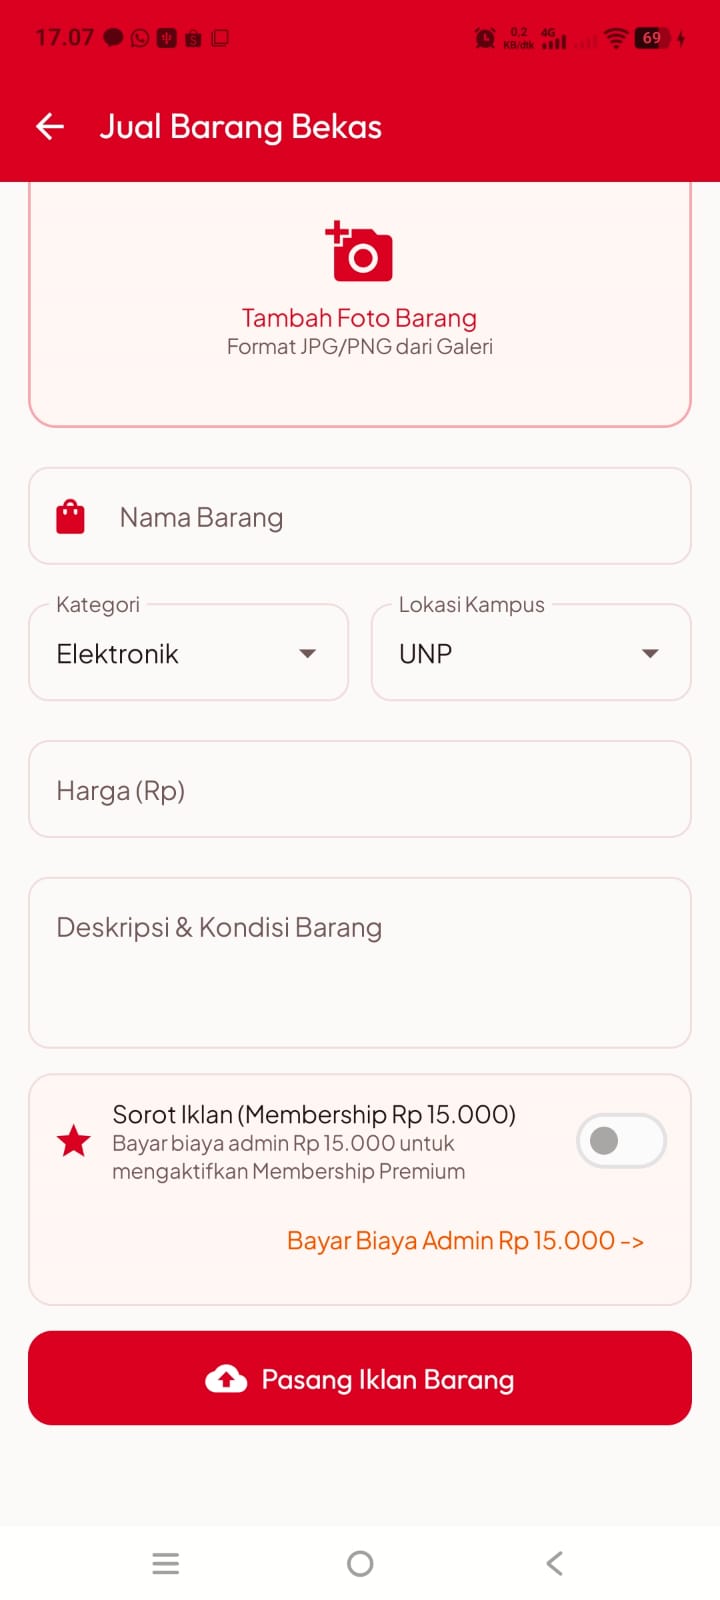 17.07
0,2
KB/dtk
4G
69
Jual Barang Bekas
Tambah Foto Barang
Format JPG/PNG dari Galeri
Nama Barang
Kategori
Lokasi Kampus
Elektronik
UNP
Harga (Rp)
Deskripsi & Kondisi Barang
Sorot Iklan (Membership Rp 15.000)
Bayar biaya admin Rp 15.000 untuk
mengaktifkan Membership Premium
Bayar Biaya Admin Rp 15.000 ->
Pasang Iklan Barang